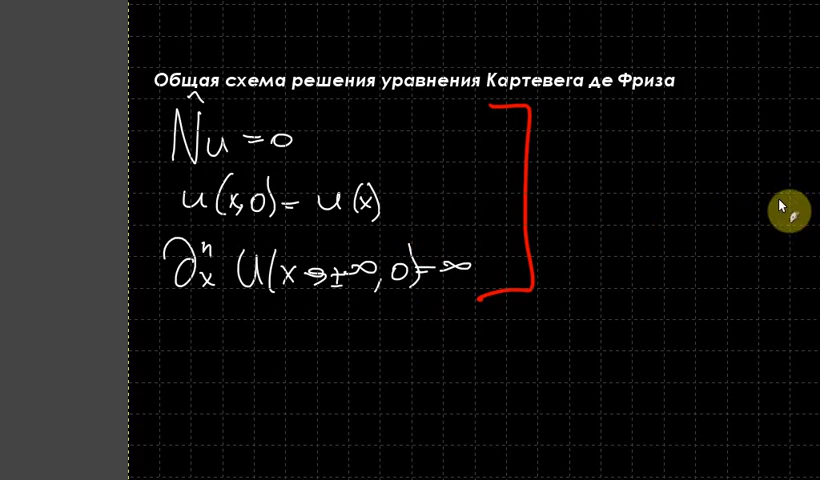 Общая схема решения уравнения Картевега де Фриза
N̂u = 0
u(x,0) = u(x)
∂ₓⁿ U(x→±∞, 0) = ∞